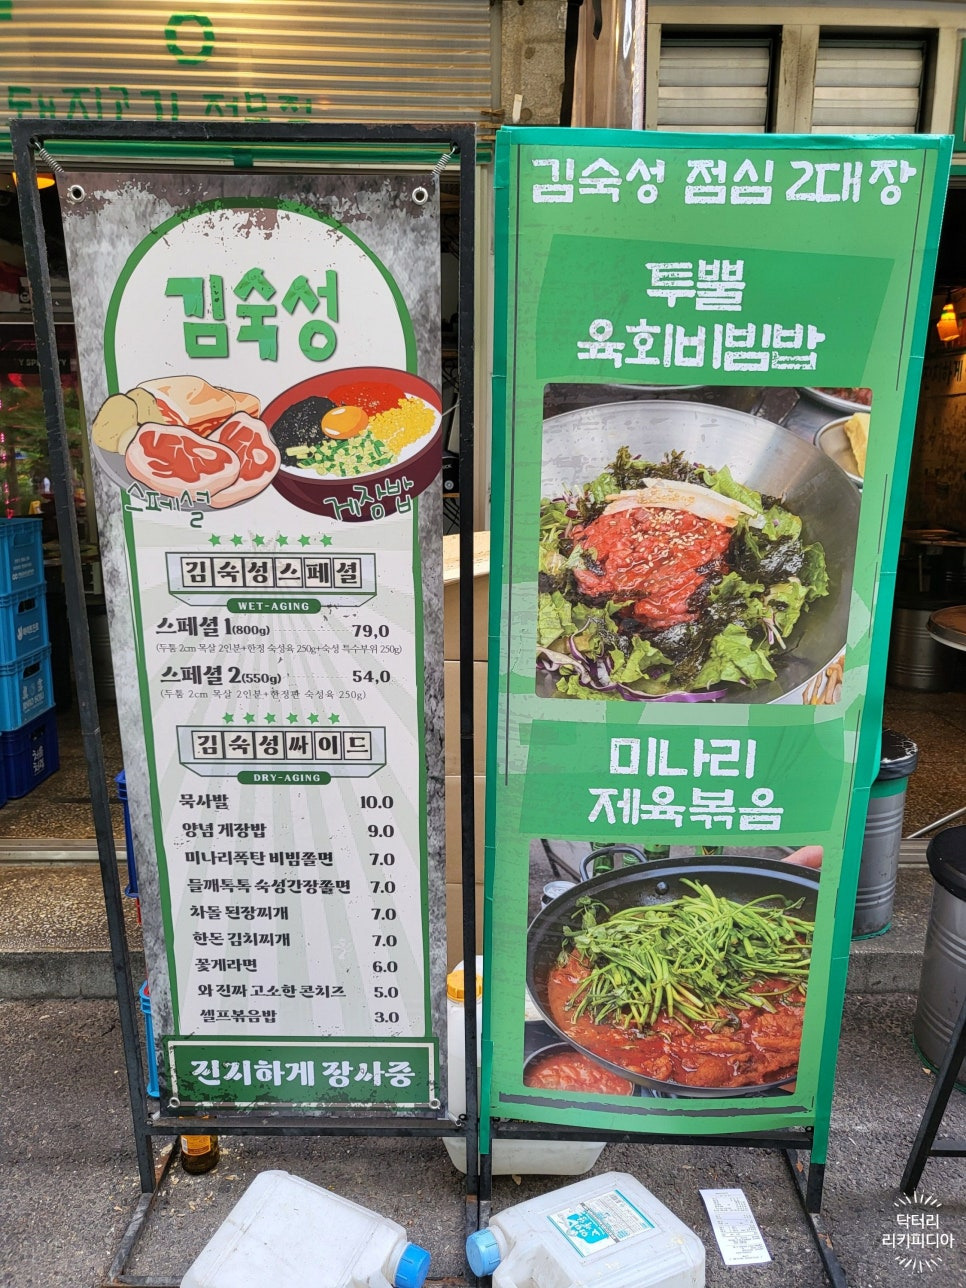 돼지고기 전문점
김숙성
스페셜
게장밥
김숙성스페셜
WET-AGING
스페셜 1(800g) 79,0
(두툼 2cm 목살 2인분+한정 숙성육 250g+숙성 특수부위 250g)
스페셜 2(550g) 54,0
(두툼 2cm 목살 2인분+한정판 숙성육 250g)
김숙성싸이드
DRY-AGING
묵사발 10.0
양념 게장밥 9.0
미나리폭탄 비빔쫄면 7.0
들깨톡톡 숙성간장쫄면 7.0
차돌 된장찌개 7.0
한돈 김치찌개 7.0
꽃게라면 6.0
와 진짜 고소한 콘치즈 5.0
셀프볶음밥 3.0
진지하게 장사중
김숙성 점심 2대장
투뿔
육회비빔밥
미나리
제육볶음
닥터리
리카피디아